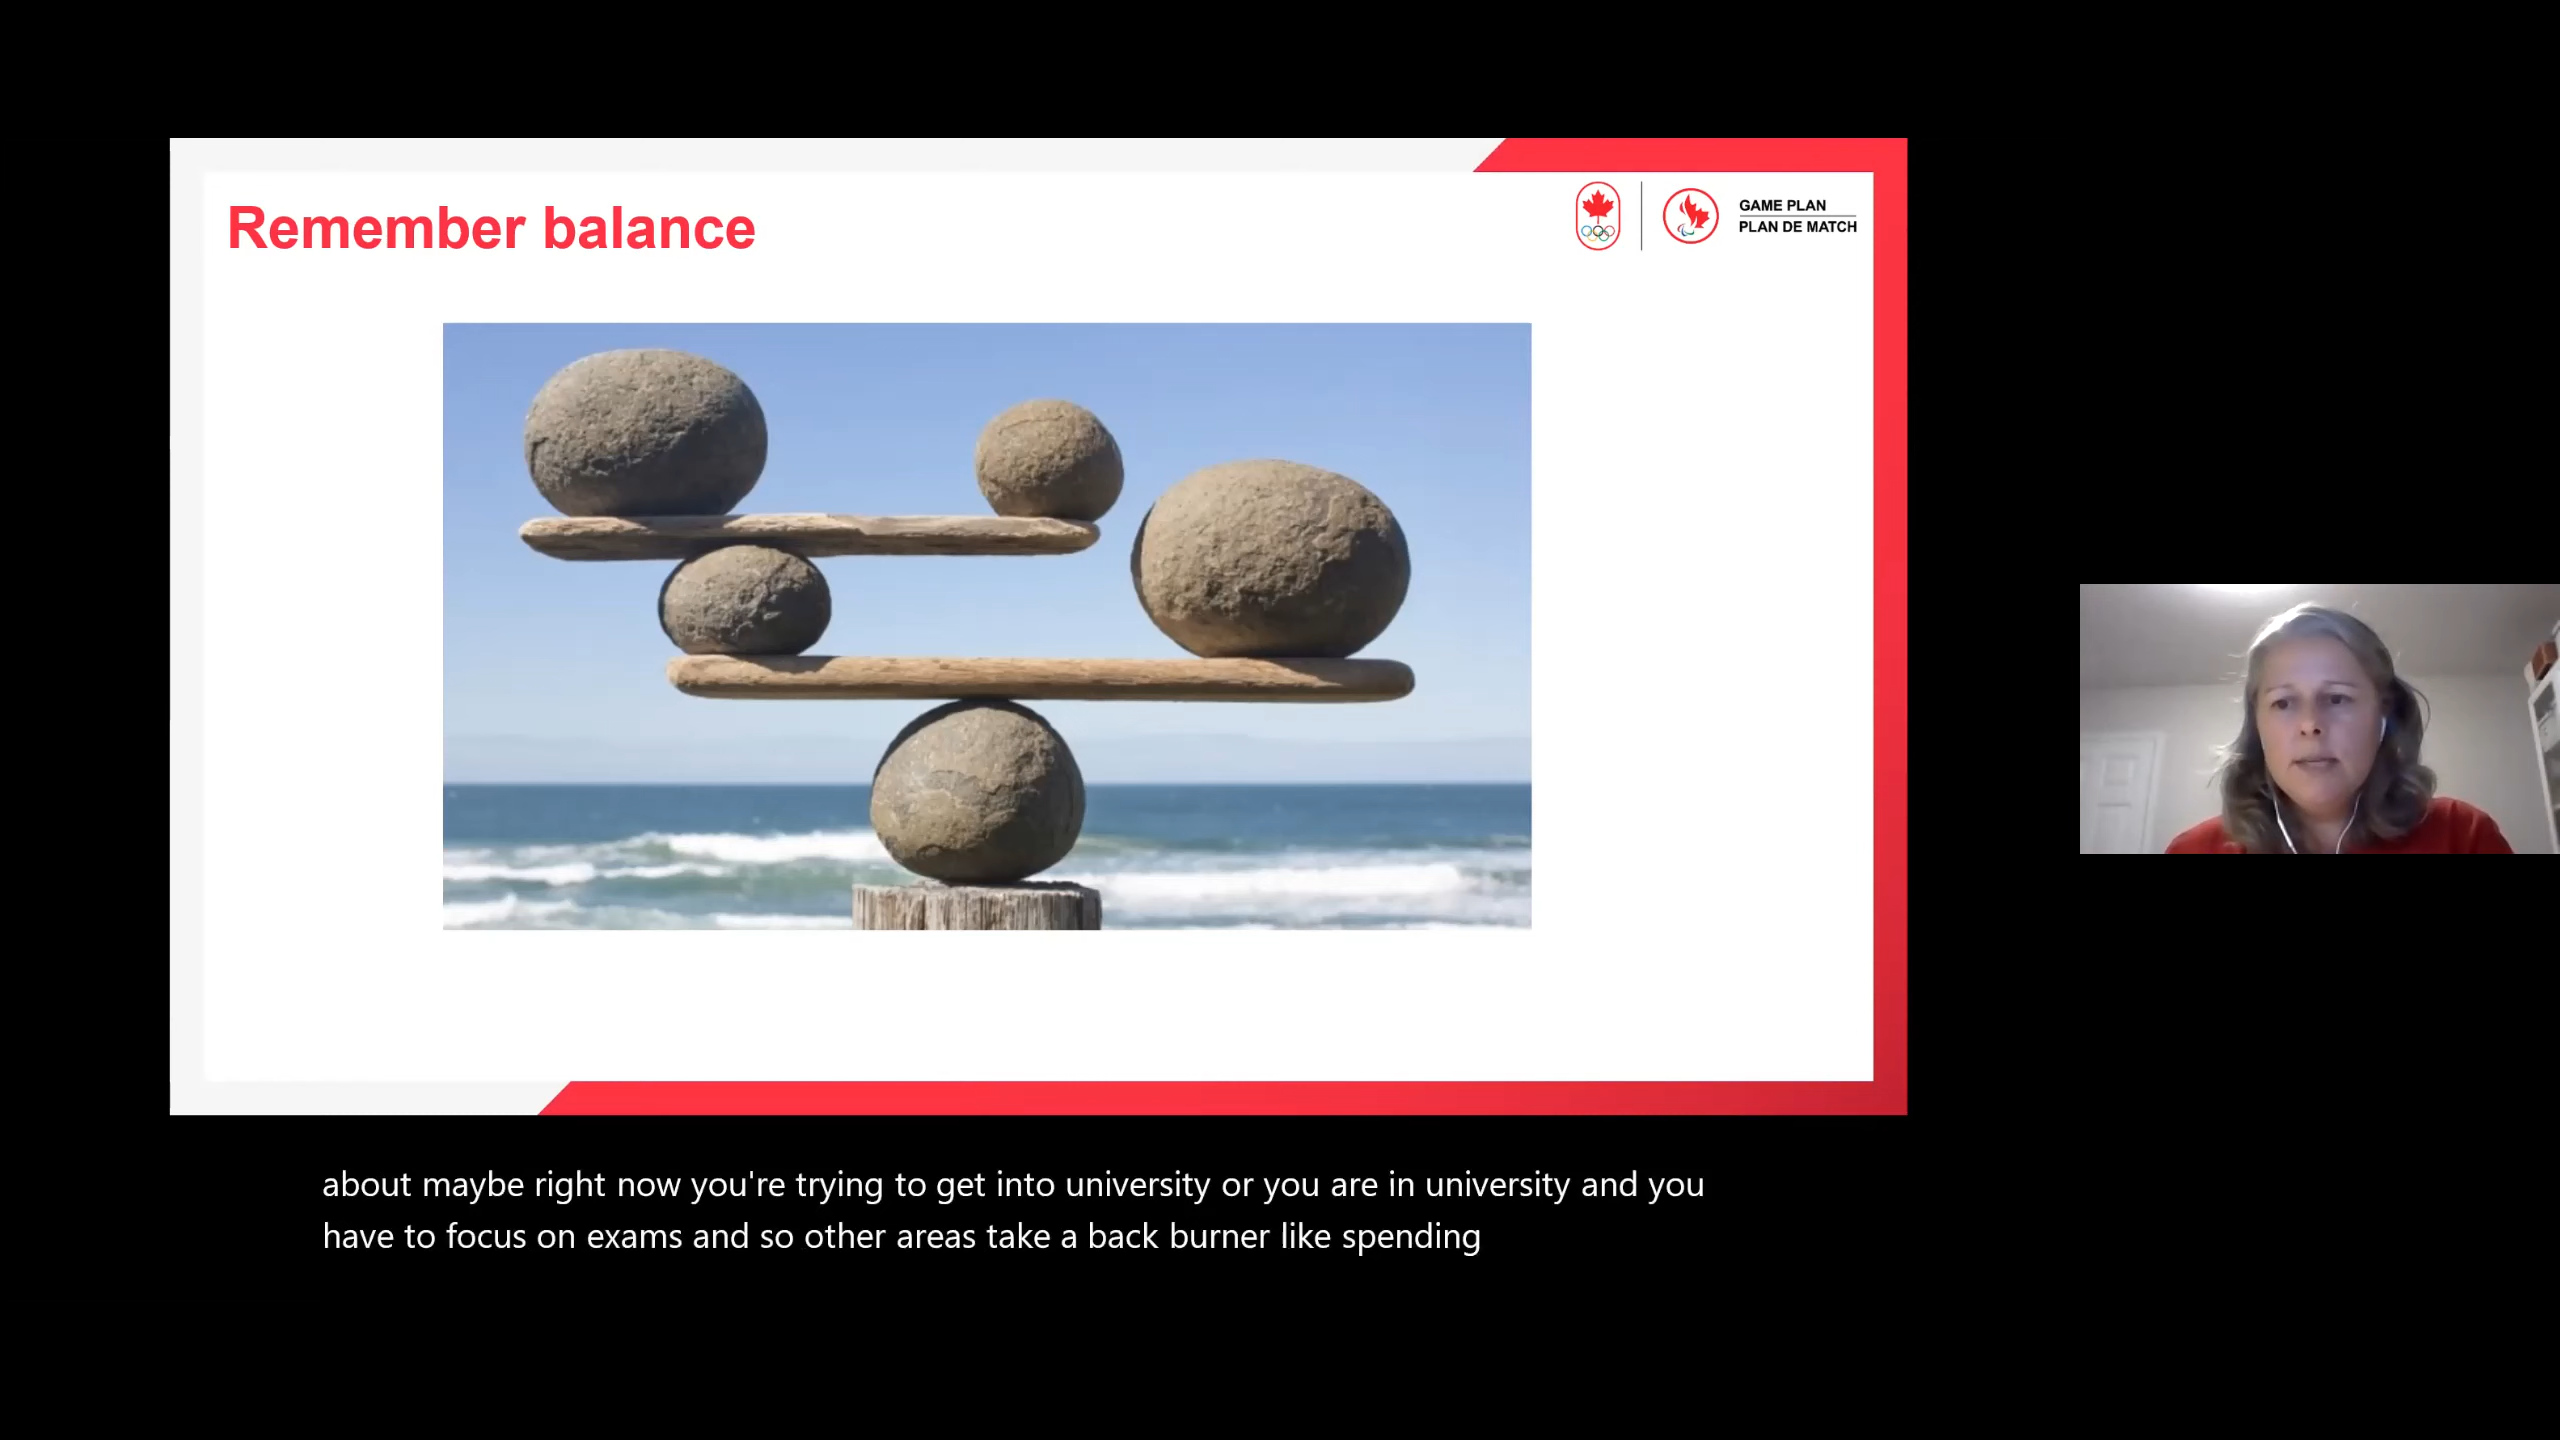 Remember balance
GAME PLAN
PLAN DE MATCH
about maybe right now you're trying to get into university or you are in university and you
have to focus on exams and so other areas take a back burner like spending